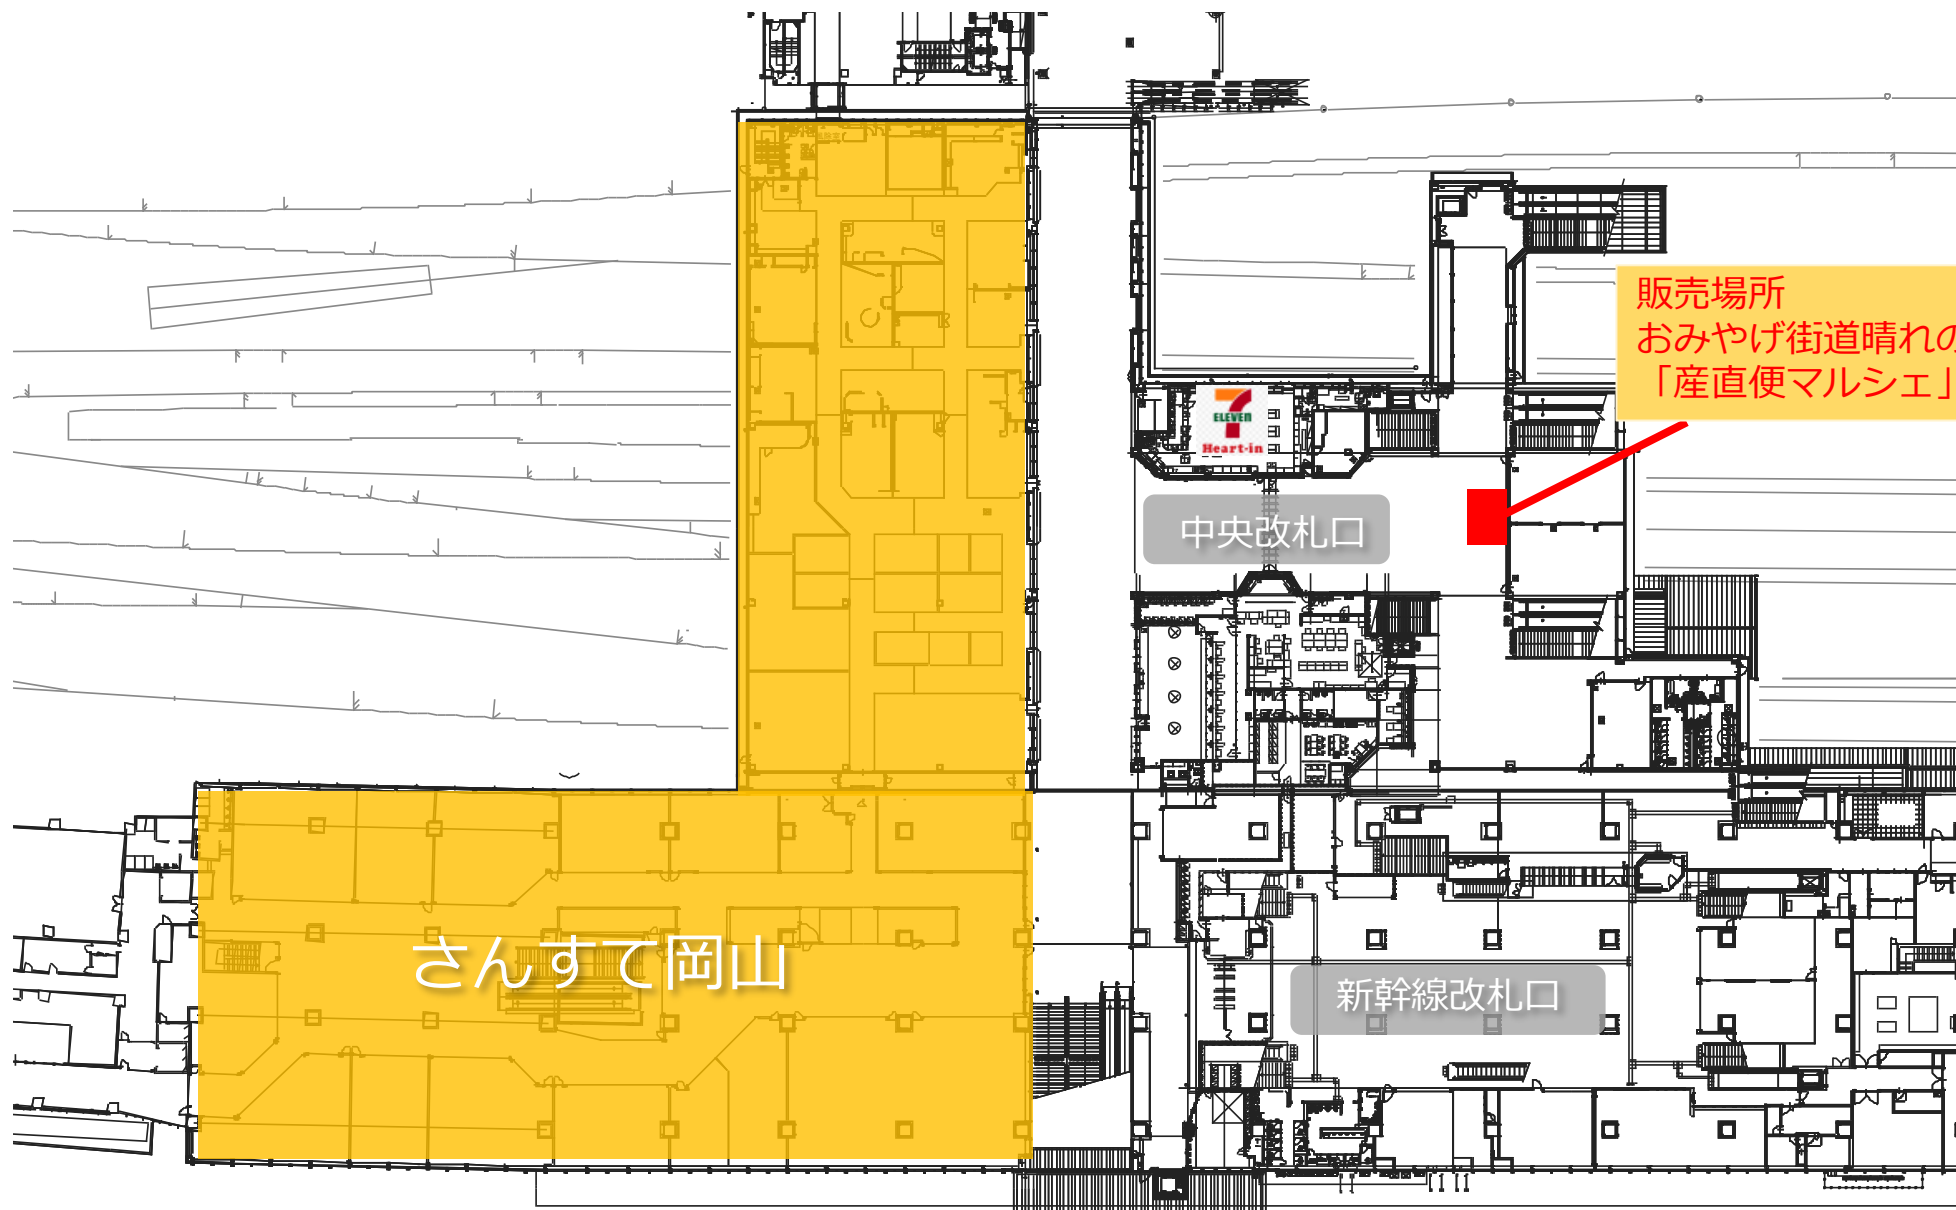 販売場所
おみやげ街道晴れの
「産直便マルシェ」
7
ELEVEN
Heart-in
中央改札口
さんすて岡山
新幹線改札口